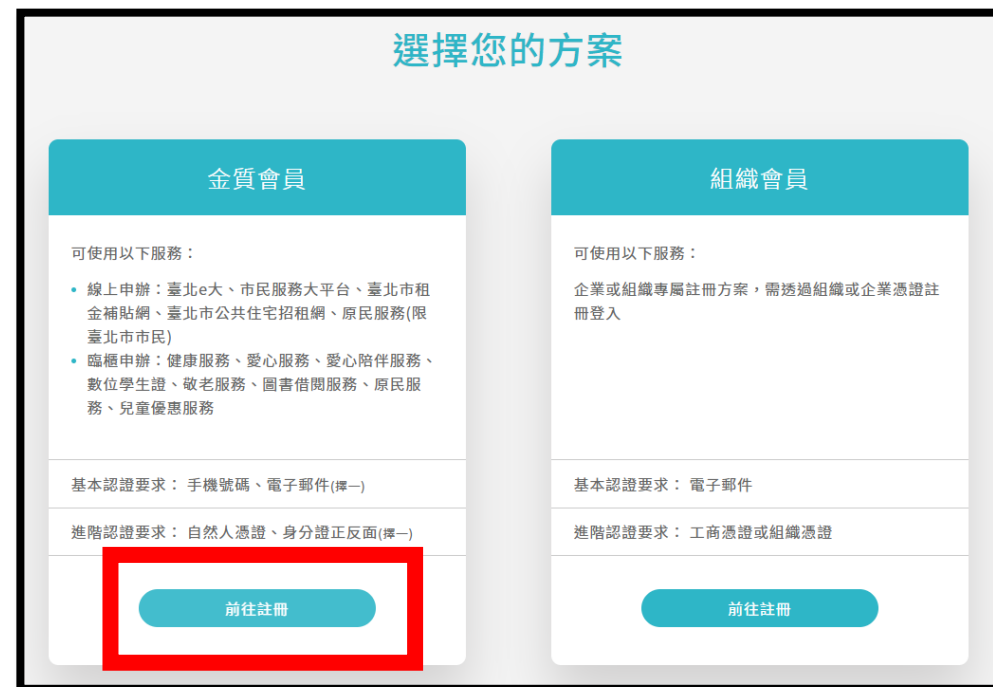 選擇您的方案
金質會員
可使用以下服務：
• 線上申辦：臺北e大、市民服務大平台、臺北市租
金補貼網、臺北市公共住宅招租網、原民服務(限
臺北市市民)
• 臨櫃申辦：健康服務、愛心服務、愛心陪伴服務、
數位學生證、敬老服務、圖書借閱服務、原民服
務、兒童優惠服務
基本認證要求： 手機號碼、電子郵件(擇一)
進階認證要求： 自然人憑證、身分證正反面(擇一)
前往註冊
組織會員
可使用以下服務：
企業或組織專屬註冊方案，需透過組織或企業憑證註
冊登入
基本認證要求： 電子郵件
進階認證要求： 工商憑證或組織憑證
前往註冊